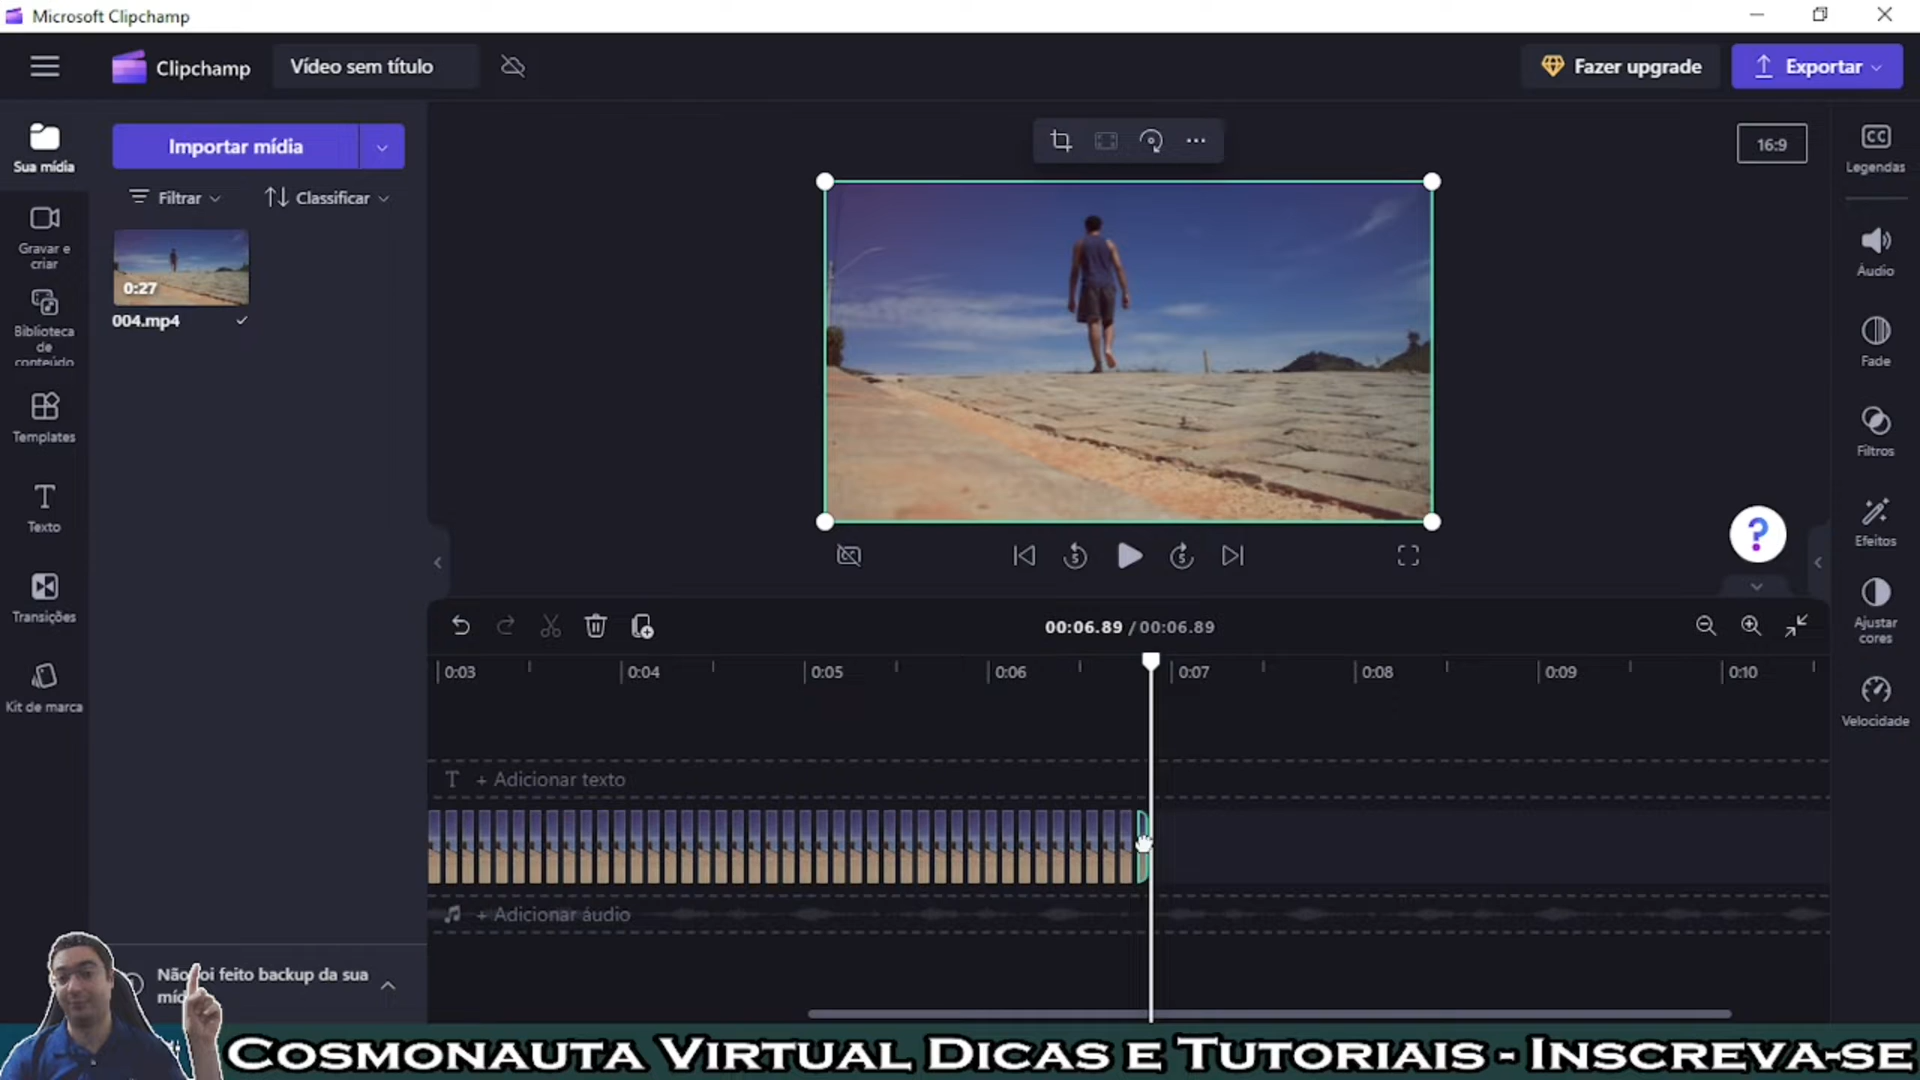 Microsoft Clipchamp
Clipchamp
Vídeo sem título
Fazer upgrade
Exportar
Sua mídia
Importar mídia
Filtrar
Classificar
0:27
004.mp4
Gravar e
criar
Biblioteca
de
conteúdo
Templates
Texto
Transições
Kit de marca
16:9
CC
Legendas
Áudio
Fade
Filtros
Efeitos
Ajustar
cores
Velocidade
5
5
?
00:06.89 / 00:06.89
0:03
0:04
0:05
0:06
0:07
0:08
0:09
0:10
T + Adicionar texto
+ Adicionar áudio
Não foi feito backup da sua
COSMONAUTA VIRTUAL DICAS E TUTORIAIS - INSCREVA-SE